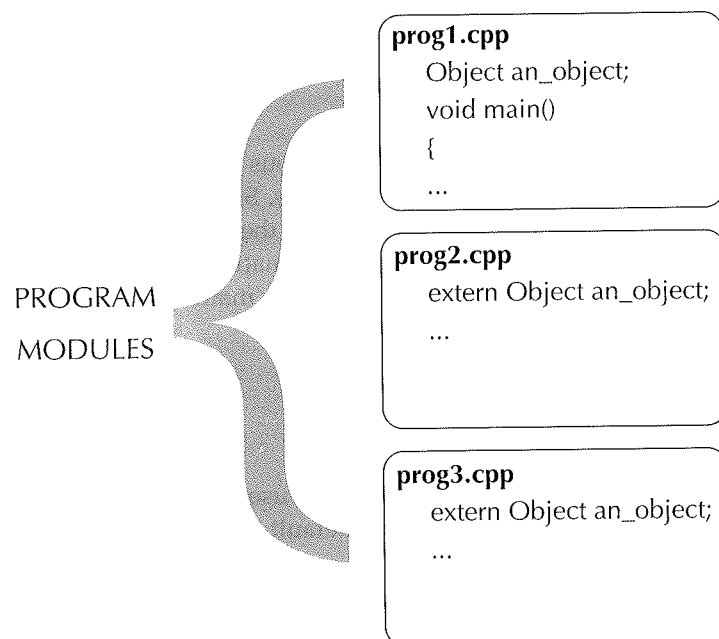 prog1.cpp
Object an_object;
void main()
{
...
PROGRAM
MODULES
prog2.cpp
extern Object an_object;
...
prog3.cpp
extern Object an_object;
...